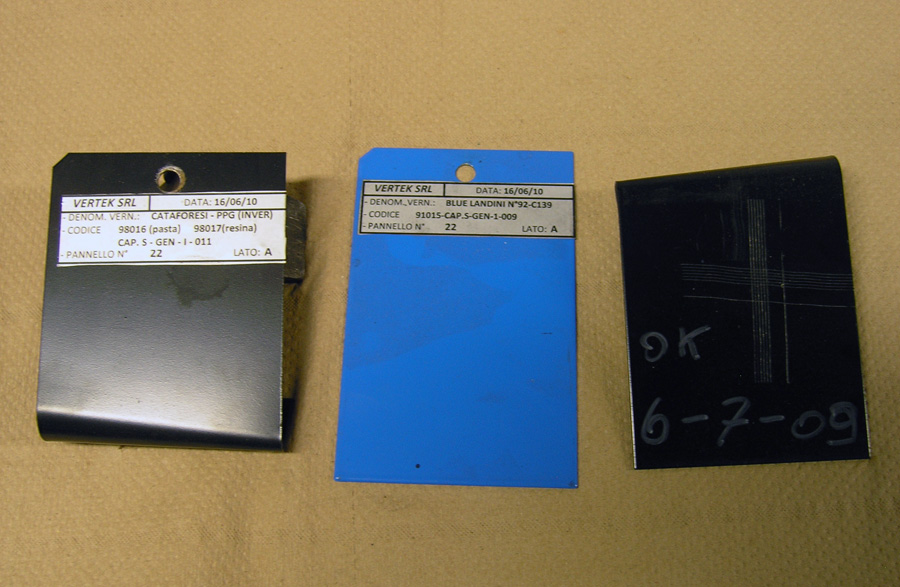 VERTEK SRL DATA: 16/06/10
- DENOM. VERN.: CATAFORESI - PPG (INVER)
- CODICE 98016 (pasta) 98017(resina)
CAP. S - GEN - I - 011
- PANNELLO N° 22 LATO: A
VERTEK SRL DATA: 16/06/10
- DENOM.,VERN.: BLUE LANDINI N°92-C139
- CODICE 91015-CAP.S-GEN-1-009
- PANNELLO N° 22 LATO: A
OK
6-7-09